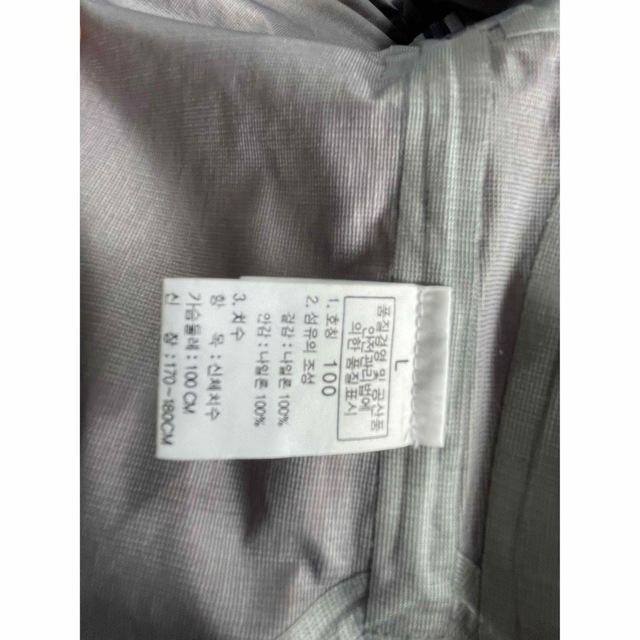 L
품질경영 및 공산품
안전관리법에
의한 품질표시
1. 호칭 100
2. 섬유의 조성
겉감 : 나일론 100%
안감 : 나일론 100%
3. 치수
항 목 : 신체치수
가슴둘레 : 100 CM
신 장 : 170~180CM